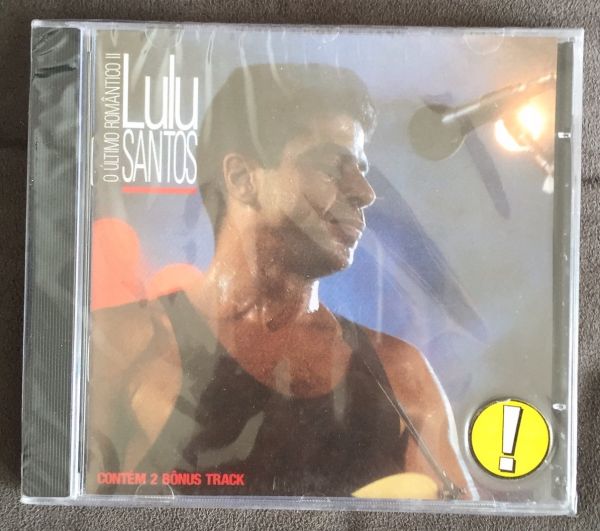 O ÚLTIMO ROMÂNTICO II
Lulu
SANTOS
CONTÉM 2 BÔNUS TRACK
!